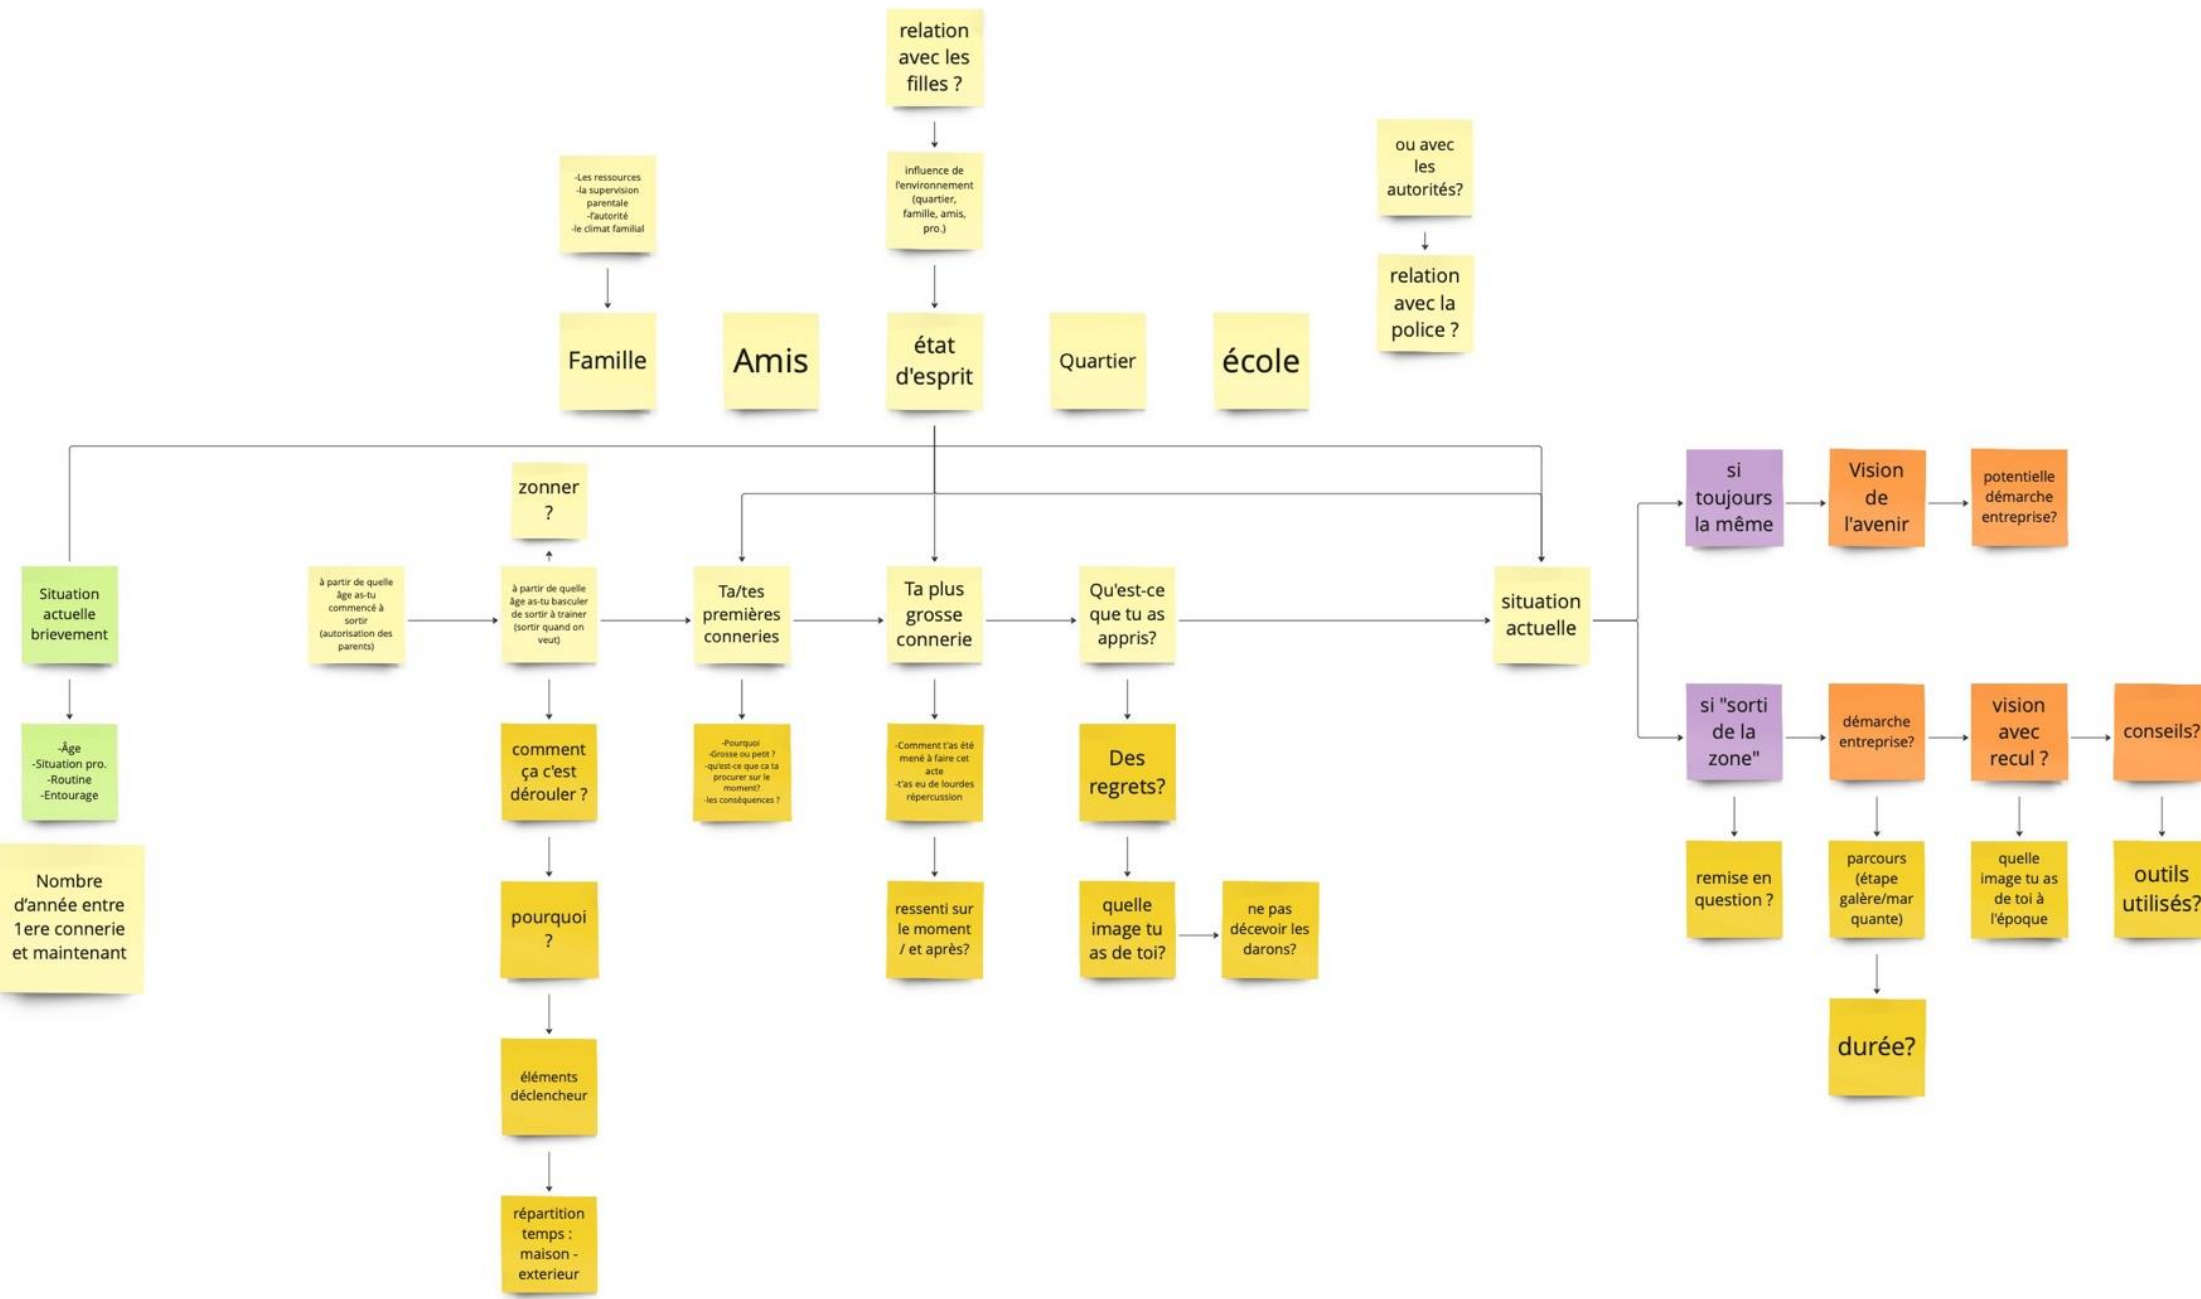 relation
avec les
filles ?
ou avec
les
autorités?
-Les ressources
-la supervision
parentale
-l'autorité
-le climat familial
influence de
l'environnement
(quartier,
famille, amis,
pro.)
relation
avec la
police ?
Famille
Amis
état
d'esprit
Quartier
école
zonner
?
si
toujours
la même
Vision
de
l'avenir
potentielle
démarche
entreprise?
Situation
actuelle
brievement
à partir de quelle
âge as-tu
commencé à
sortir
(autorisation des
parents)
à partir de quelle
âge as-tu basculer
de sortir à trainer
(sortir quand on
veut)
Ta/tes
premières
conneries
Ta plus
grosse
connerie
Qu'est-ce
que tu as
appris?
situation
actuelle
-Âge
-Situation pro.
-Routine
-Entourage
comment
ça c'est
dérouler ?
-Pourquoi
-Grosse ou petit ?
-qu'est-ce que ca ta
procurer sur le
moment?
-les conséquences ?
-Comment t'as été
mené à faire cet
acte
-t'as eu de lourdes
répercussion
Des
regrets?
si "sorti
de la
zone"
démarche
entreprise?
vision
avec
recul ?
conseils?
Nombre
d'année entre
1ere connerie
et maintenant
pourquoi
?
ressenti sur
le moment
/ et après?
quelle
image tu
as de toi?
ne pas
décevoir les
darons?
remise en
question ?
parcours
(étape
galère/mar
quante)
quelle
image tu as
de toi à
l'époque
outils
utilisés?
éléments
déclencheur
durée?
répartition
temps :
maison -
exterieur